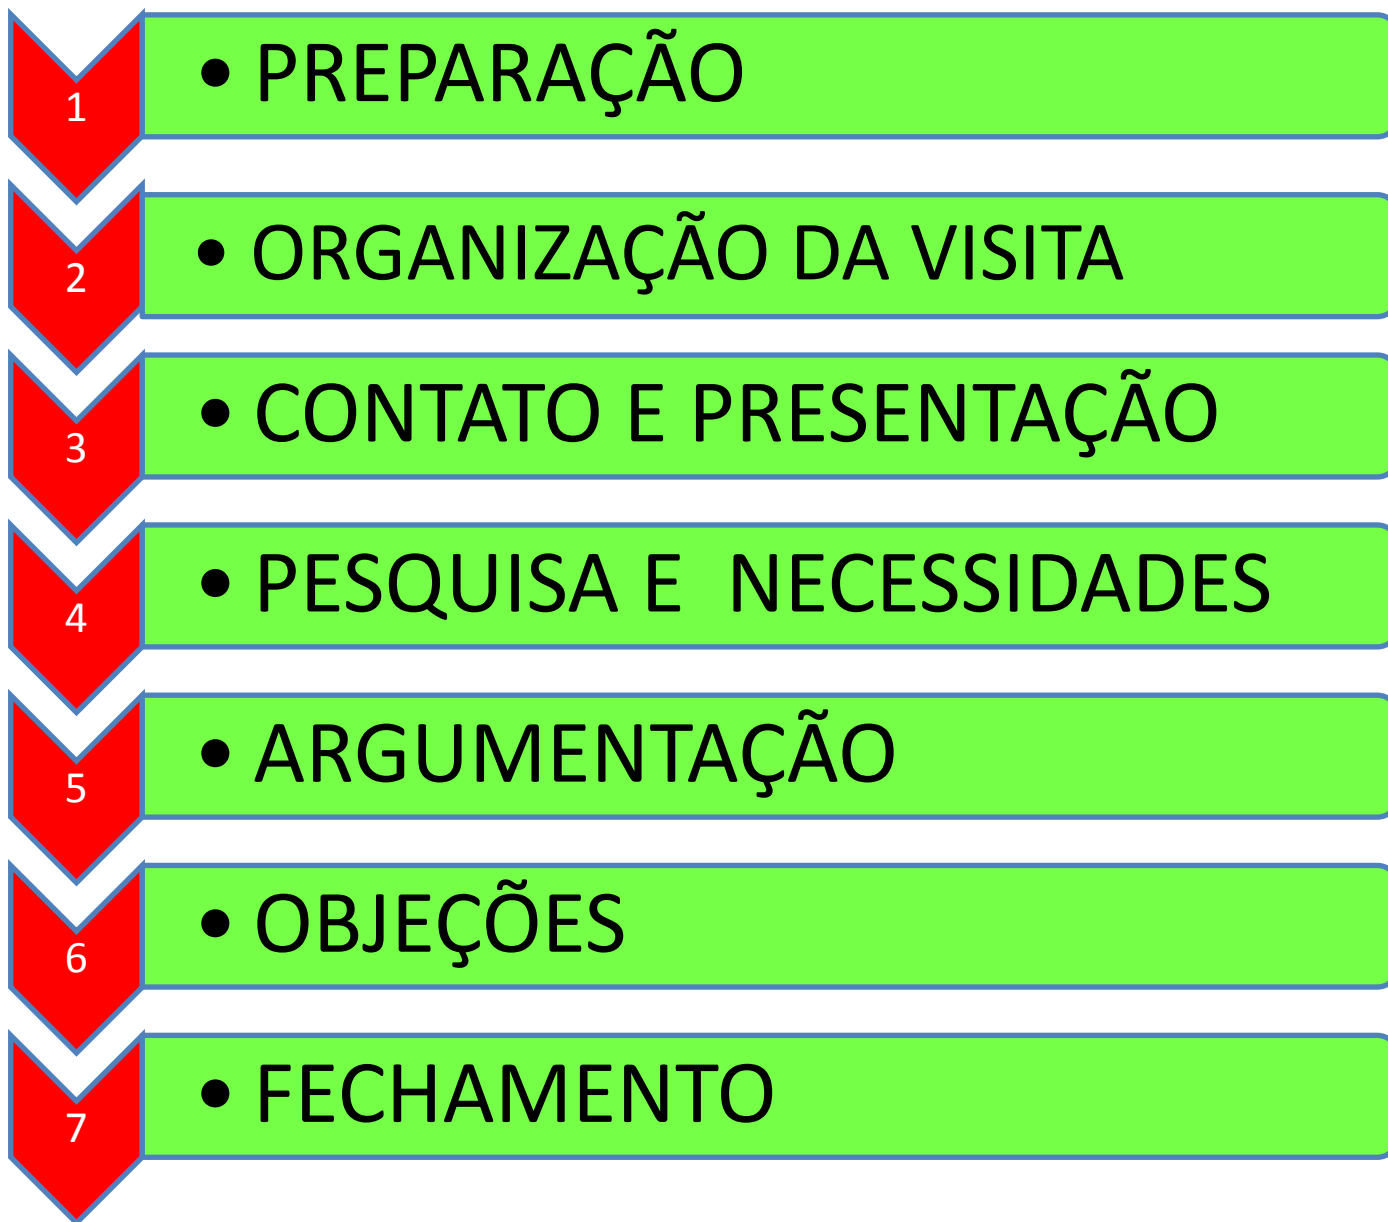 1
• PREPARAÇÃO
2
• ORGANIZAÇÃO DA VISITA
3
• CONTATO E PRESENTAÇÃO
4
• PESQUISA E  NECESSIDADES
5
• ARGUMENTAÇÃO
6
• OBJEÇÕES
7
• FECHAMENTO